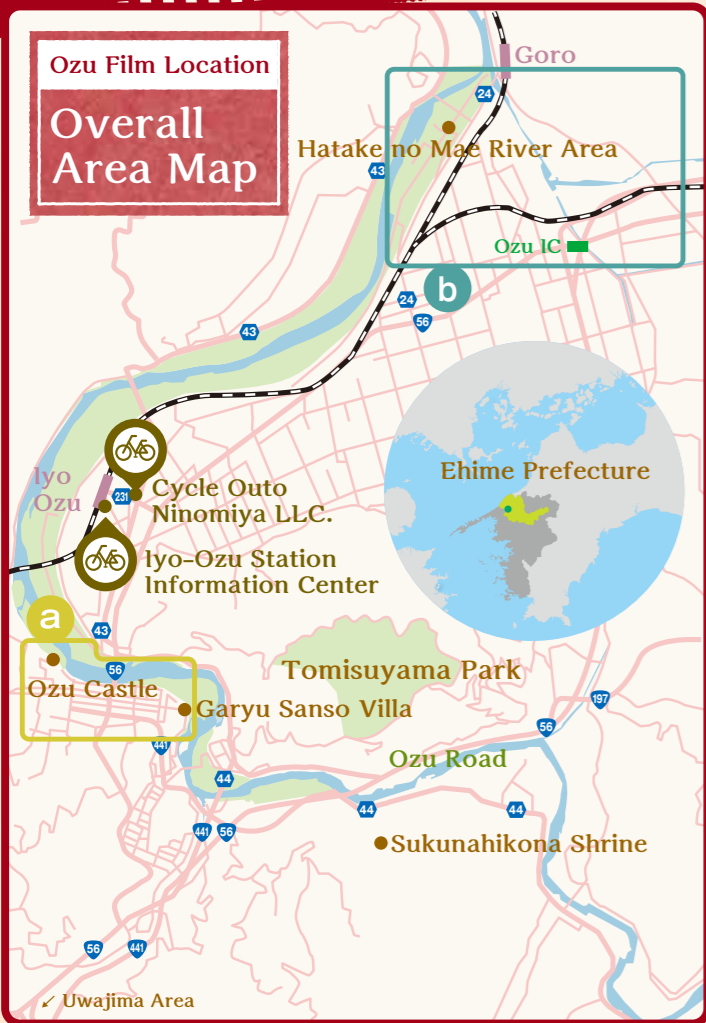 Ozu Film Location
Overall
Area Map
Goro
24
Hatake no Mae River Area
43
Ozu IC
b
24
56
43
Ehime Prefecture
Iyo
Ozu
231
Cycle Outo
Ninomiya LLC.
Iyo-Ozu Station
Information Center
a
43
56
Ozu Castle
Tomisuyama Park
Garyu Sanso Villa
197
56
441
Ozu Road
44
44
44
441
56
Sukunahikona Shrine
56
441
↙ Uwajima Area